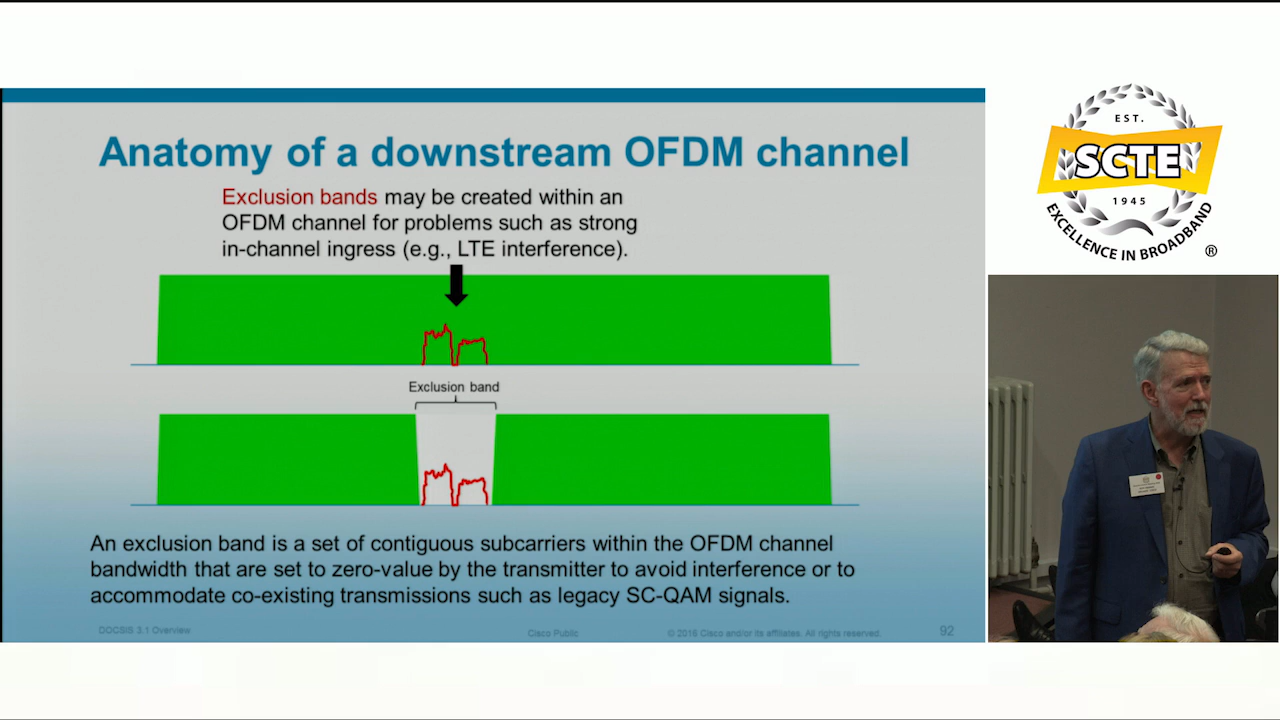 Anatomy of a downstream OFDM channel
Exclusion bands may be created within an
OFDM channel for problems such as strong
in-channel ingress (e.g., LTE interference).
Exclusion band
An exclusion band is a set of contiguous subcarriers within the OFDM channel
bandwidth that are set to zero-value by the transmitter to avoid interference or to
accommodate co-existing transmissions such as legacy SC-QAM signals.
DOCSIS 3.1 Overview
Cisco Public
© 2016 Cisco and/or its affiliates. All rights reserved.
92
EST.
SCTE
1945
EXCELLENCE IN BROADBAND
®